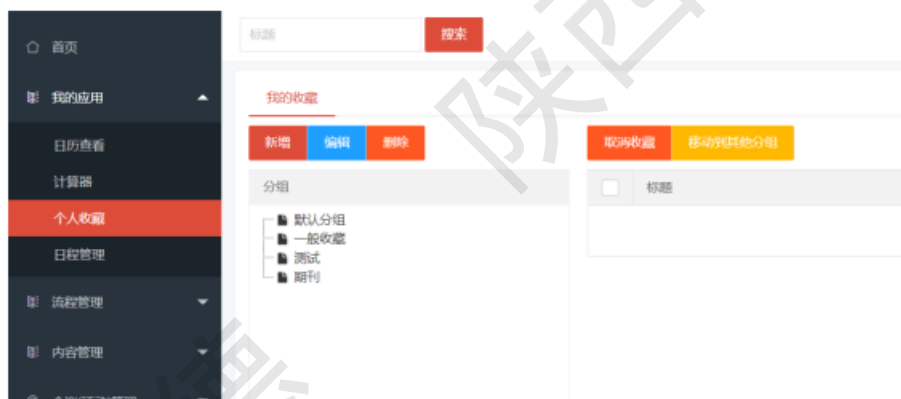 标题
搜索
首页
我的应用
日历查看
计算器
个人收藏
日程管理
流程管理
内容管理
我的收藏
新增
编辑
删除
取消收藏
移动到其他分组
分组
默认分组
一般收藏
测试
期刊
标题
陕西
德